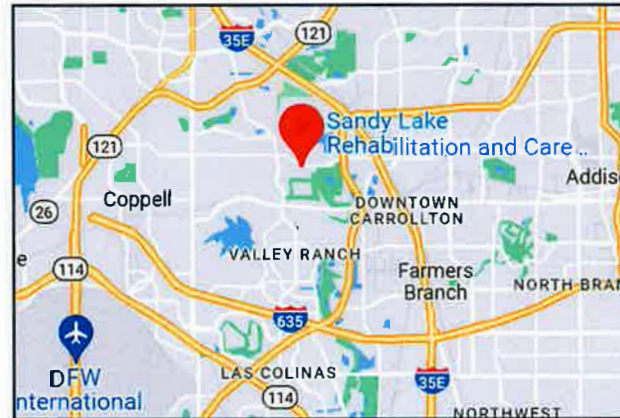 35E
121
Sandy Lake
Rehabilitation and Care ..
121
Addis
Coppell
26
DOWNTOWN
CARROLLTON
e
VALLEY RANCH
114
Farmers
Branch
NORTH BRAN
635
DFW
nternational
LAS COLINAS
35E
114
NORTHWEST